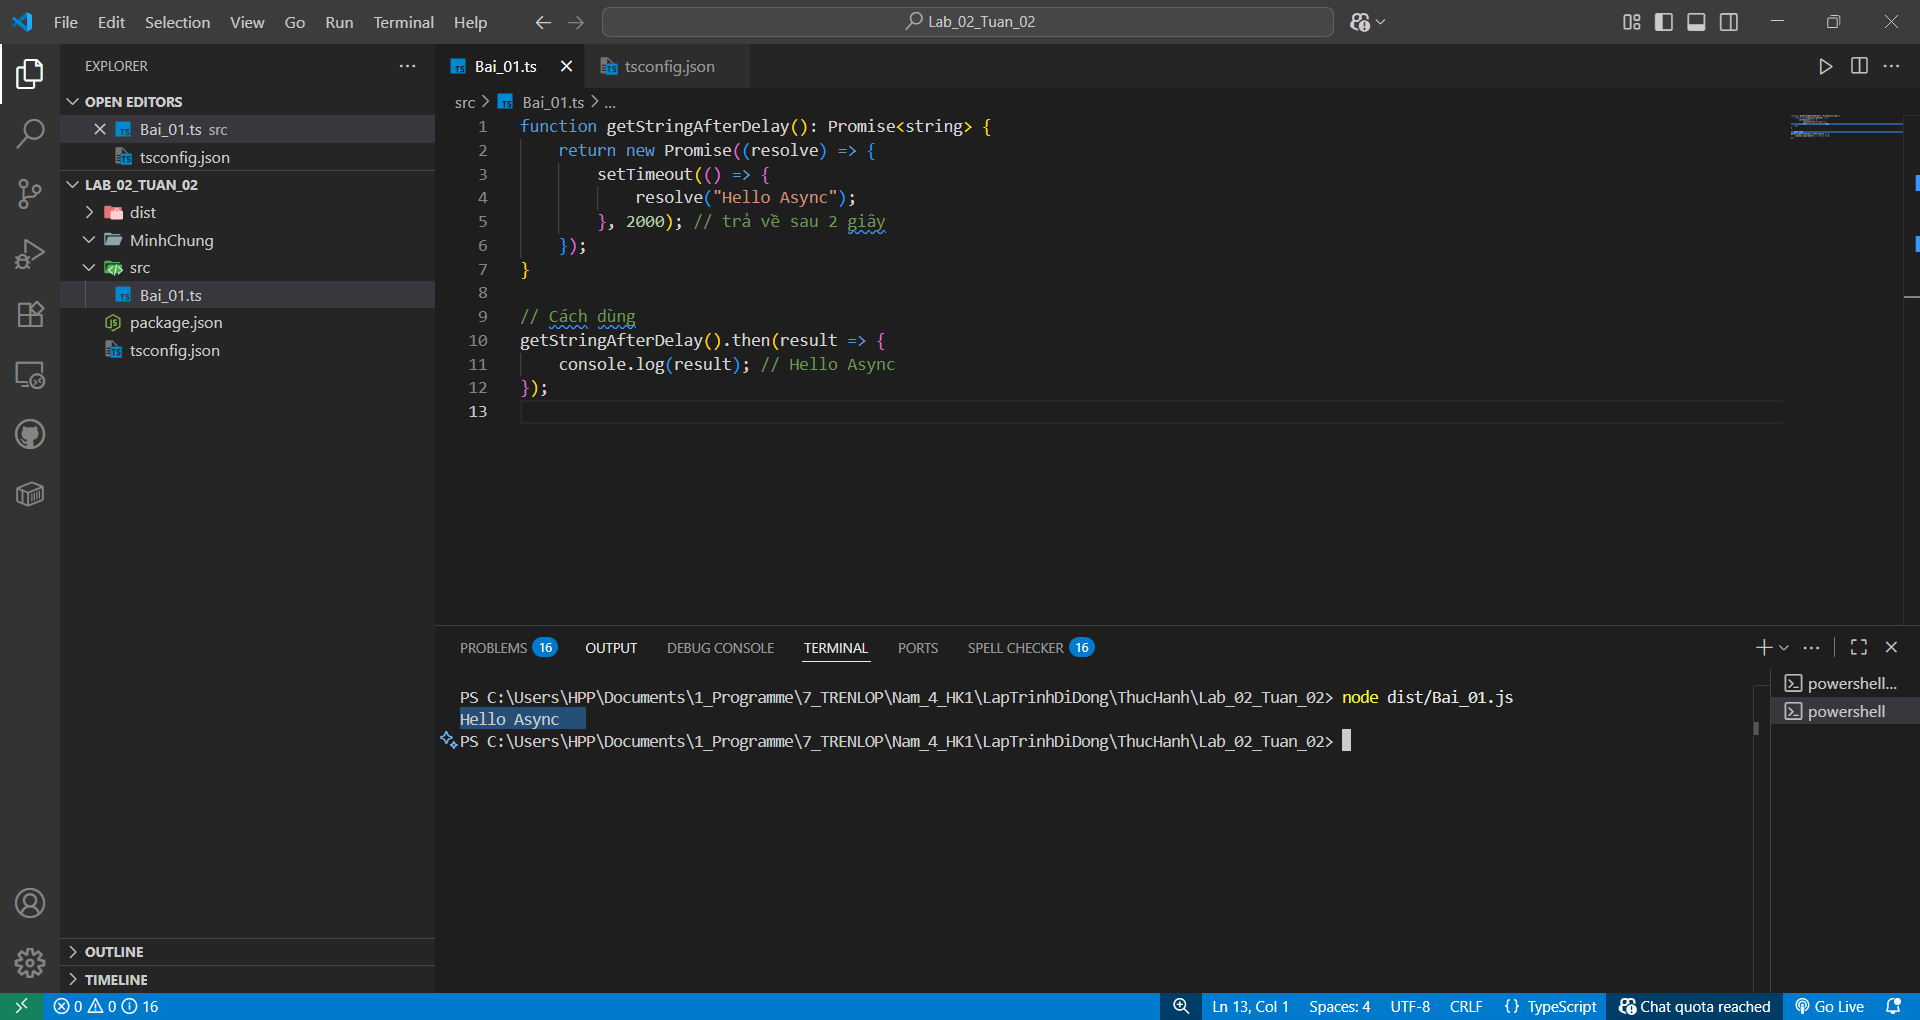 File Edit Selection View Go Run Terminal Help
Lab_02_Tuan_02
EXPLORER
OPEN EDITORS
Bai_01.ts src
tsconfig.json
LAB_02_TUAN_02
dist
MinhChung
src
Bai_01.ts
package.json
tsconfig.json
OUTLINE
TIMELINE
Bai_01.ts
tsconfig.json
src > Bai_01.ts > ...
1 function getStringAfterDelay(): Promise<string> {
2 return new Promise((resolve) => {
3 setTimeout(() => {
4 resolve("Hello Async");
5 }, 2000); // trả về sau 2 giây
6 });
7 }
8
9 // Cách dùng
10 getStringAfterDelay().then(result => {
11 console.log(result); // Hello Async
12 });
13
PROBLEMS 16 OUTPUT DEBUG CONSOLE TERMINAL PORTS SPELL CHECKER 16
PS C:\Users\HPP\Documents\1_Programme\7_TRENLOP\Nam_4_HK1\LapTrinhDiDong\ThucHanh\Lab_02_Tuan_02> node dist/Bai_01.js
Hello Async
PS C:\Users\HPP\Documents\1_Programme\7_TRENLOP\Nam_4_HK1\LapTrinhDiDong\ThucHanh\Lab_02_Tuan_02>
powershell...
powershell
0 0 16
Ln 13, Col 1 Spaces: 4 UTF-8 CRLF {} TypeScript Chat quota reached Go Live